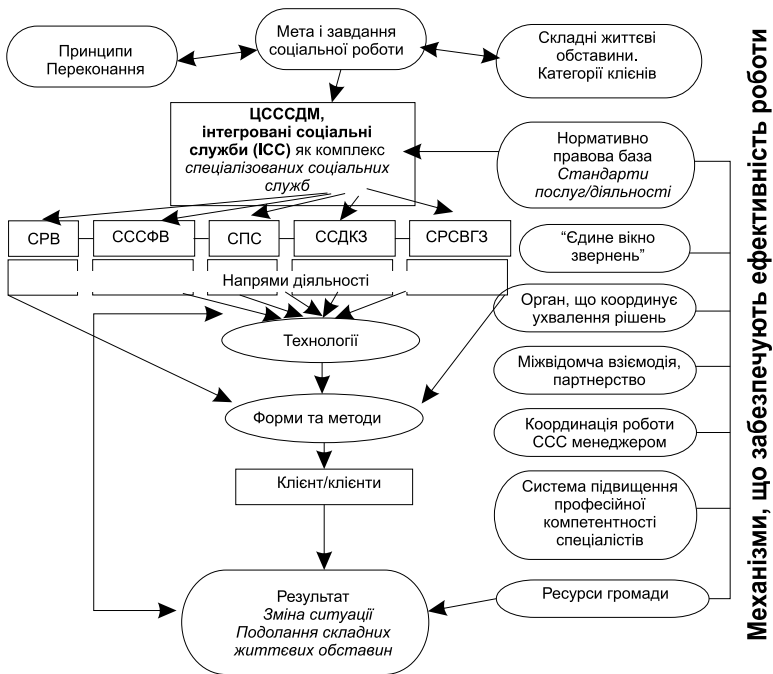 Принципи
Переконання
Мета і завдання
соціальної роботи
Складні життєві
обставини.
Категорії клієнів
ЦСССДМ,
інтегровані соціальні
служби (ІСС) як комплекс
спеціалізованих соціальних
служб
Нормативно
правова база
Стандарти
послуг/діяльності
СРВ
СССФВ
СПС
ССДКЗ
СРСВГЗ
Напрями діяльності
“Єдине вікно
звернень”
Орган, що координує
ухвалення рішень
Технології
Міжвідомча взіємодія,
партнерство
Форми та методи
Координація роботи
ССС менеджером
Клієнт/клієнти
Система підвищення
професійної
компетентності
спеціалістів
Результат
Зміна ситуації
Подолання складних
життєвих обставин
Ресурси громади
Механізми, що забезпечують ефективність роботи